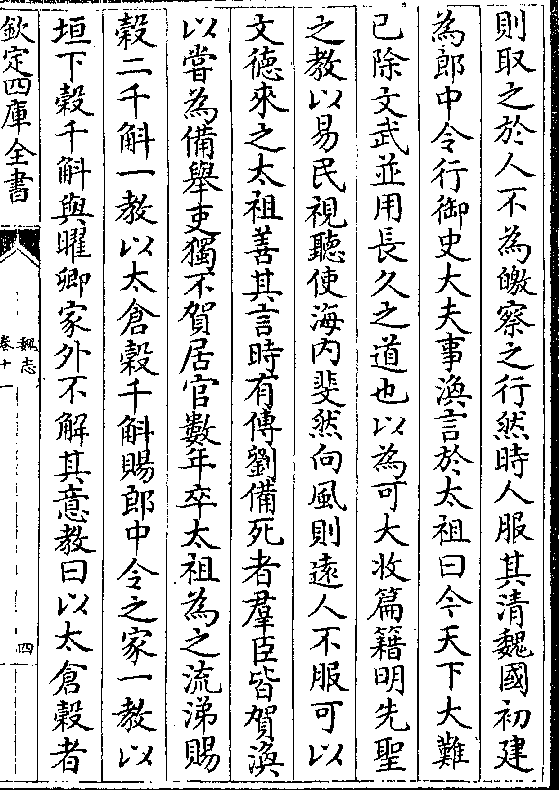 則取之於人不為皦察之行然時人服其清魏國初建
為郎中令行御史大夫事渙言於太祖曰今天下大難
已除文武並用長久之道也以為可大收篇籍明先聖
之教以易民視聽使海內斐然向風則遠人不服可以
文德來之太祖善其言時有傳劉備死者羣臣皆賀渙
以嘗為備舉吏獨不賀居官數年卒太祖為之流涕賜
穀二千斛一教以太倉穀千斛賜郎中令之家一教以
垣下穀千斛與曜卿家外不解其意教曰以太倉穀者
欽定四庫全書
魏志
卷十一
四